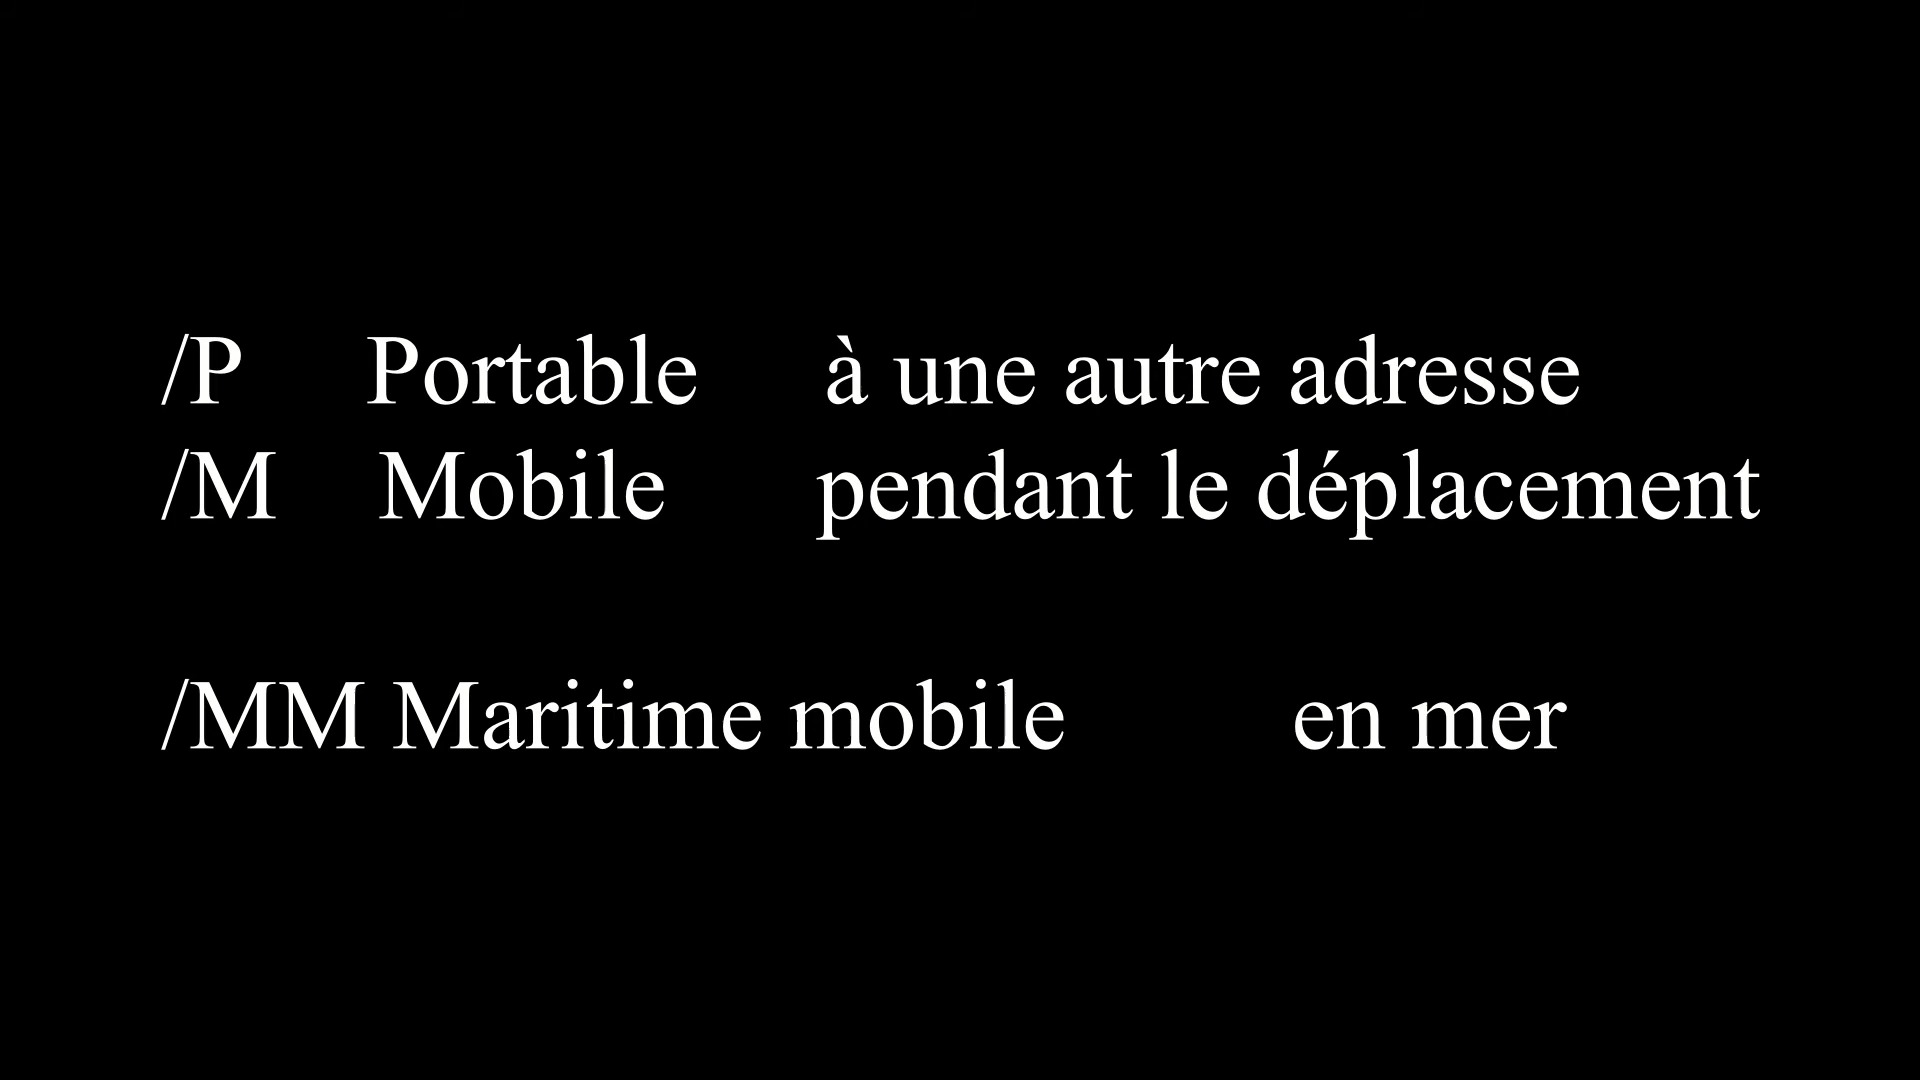 /P Portable à une autre adresse
/M Mobile pendant le déplacement
/MM Maritime mobile en mer